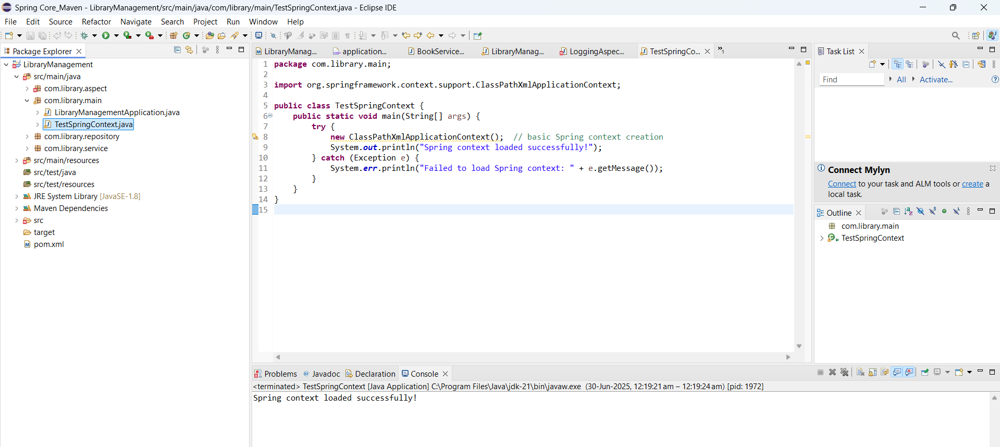 Spring Core_Maven - LibraryManagement/src/main/java/com/library/main/TestSpringContext.java - Eclipse IDE
File Edit Source Refactor Navigate Search Project Run Window Help
Package Explorer
LibraryManagement
src/main/java
com.library.aspect
com.library.main
LibraryManagementApplication.java
TestSpringContext.java
com.library.repository
com.library.service
src/main/resources
src/test/java
src/test/resources
JRE System Library [JavaSE-1.8]
Maven Dependencies
src
target
pom.xml
LibraryManag... application... BookService... LibraryManag... LoggingAspec... TestSpringCo... »1
1 package com.library.main;
2
3 import org.springframework.context.support.ClassPathXmlApplicationContext;
4
5 public class TestSpringContext {
6 public static void main(String[] args) {
7 try {
8 new ClassPathXmlApplicationContext(); // basic Spring context creation
9 System.out.println("Spring context loaded successfully!");
10 } catch (Exception e) {
11 System.err.println("Failed to load Spring context: " + e.getMessage());
12 }
13 }
14 }
15
Task List
Find All Activate...
Connect Mylyn
Connect to your task and ALM tools or create a
local task.
Outline
com.library.main
TestSpringContext
Problems Javadoc Declaration Console
<terminated> TestSpringContext [Java Application] C:\Program Files\Java\jdk-21\bin\javaw.exe (30-Jun-2025, 12:19:21 am – 12:19:24 am) [pid: 1972]
Spring context loaded successfully!